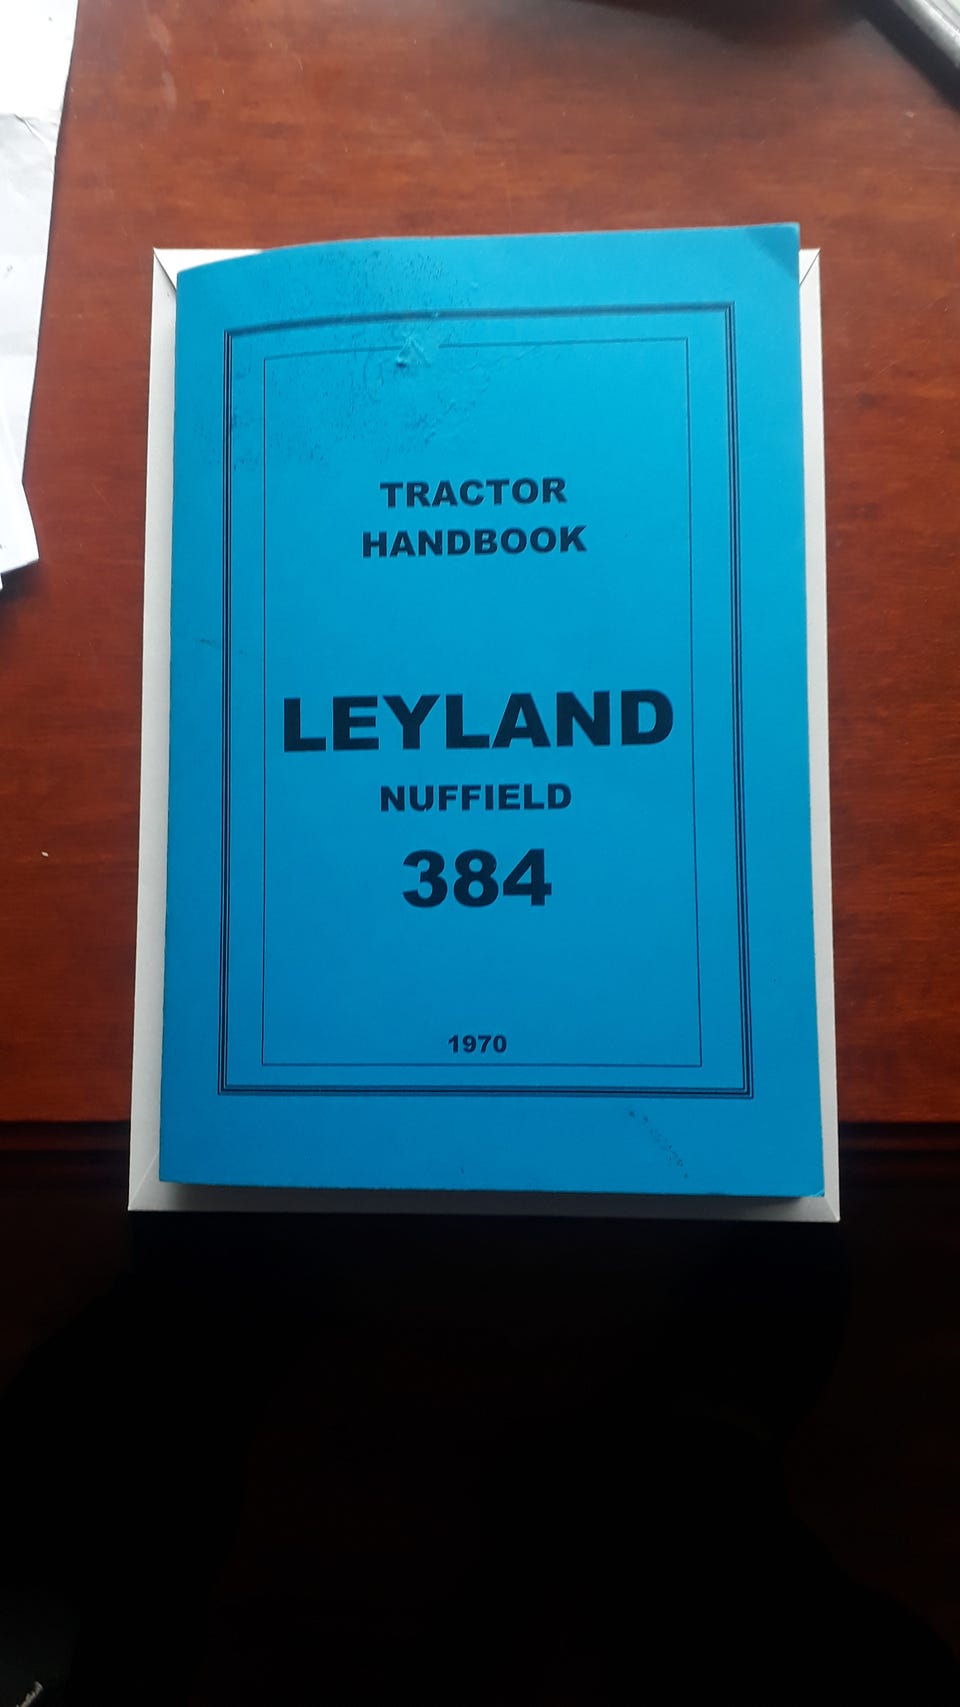 TRACTOR
HANDBOOK
LEYLAND
NUFFIELD
384
1970